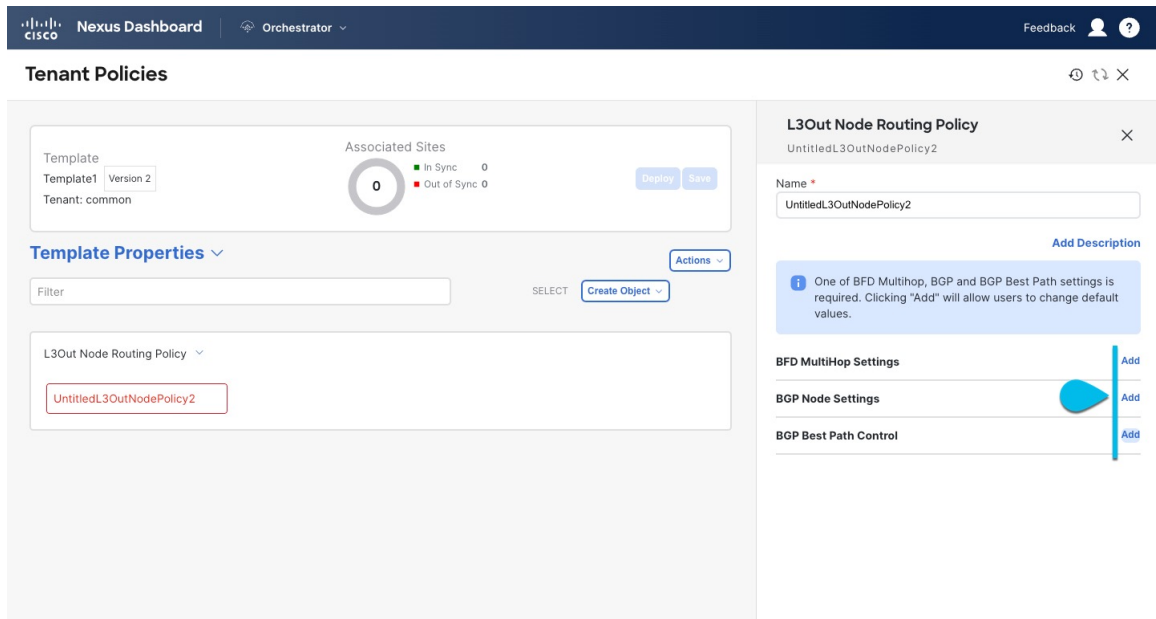 CISCO
Nexus Dashboard
Orchestrator
Feedback
?
Tenant Policies
Template
Template1 Version 2
Tenant: common
Associated Sites
0
In Sync 0
Out of Sync 0
Deploy Save
Template Properties
Actions
Filter
SELECT
Create Object
L3Out Node Routing Policy
UntitledL3OutNodePolicy2
L3Out Node Routing Policy
UntitledL3OutNodePolicy2
Name *
UntitledL3OutNodePolicy2
Add Description
i
One of BFD Multihop, BGP and BGP Best Path settings is
required. Clicking "Add" will allow users to change default
values.
BFD MultiHop Settings Add
BGP Node Settings Add
BGP Best Path Control Add